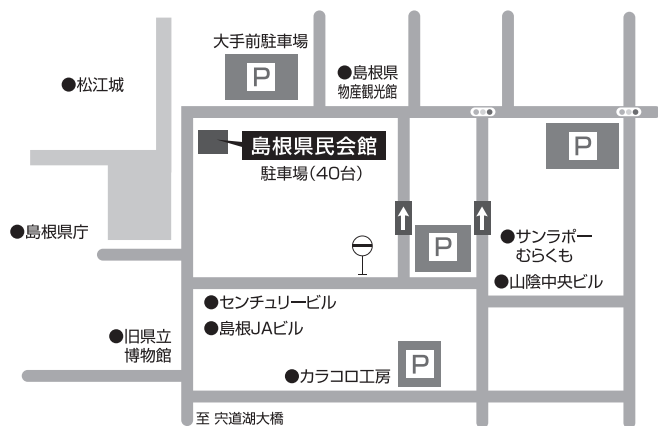 大手前駐車場
P
●島根県
物産観光館
●松江城
島根県民会館
駐車場(40台)
P
●島根県庁
P
●サンラポー
むらくも
●山陰中央ビル
●センチュリービル
●島根JAビル
●旧県立
博物館
●カラコロ工房
P
至 宍道湖大橋